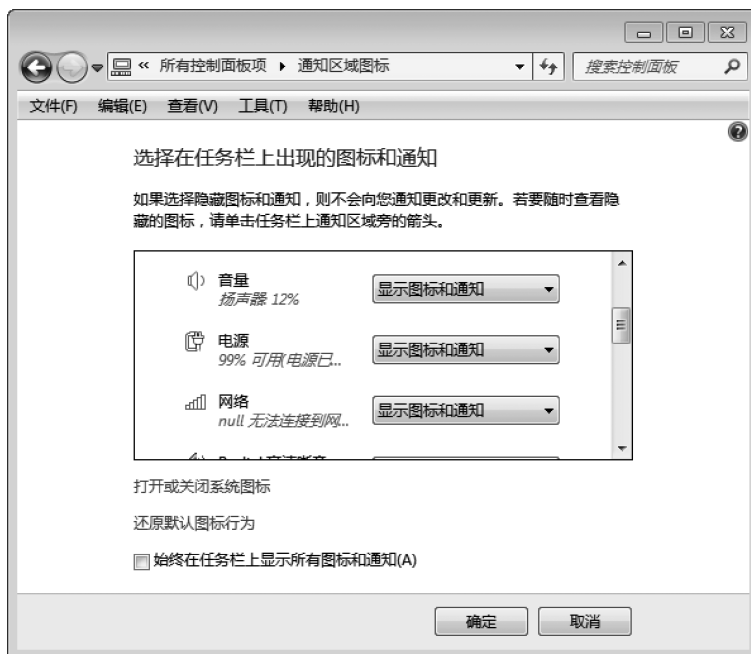 « 所有控制面板项 ▸ 通知区域图标
搜索控制面板
文件(F) 编辑(E) 查看(V) 工具(T) 帮助(H)
选择在任务栏上出现的图标和通知
如果选择隐藏图标和通知，则不会向您通知更改和更新。若要随时查看隐
藏的图标，请单击任务栏上通知区域旁的箭头。
音量
扬声器 12%
显示图标和通知
电源
99% 可用(电源已...
显示图标和通知
网络
null 无法连接到网...
显示图标和通知
打开或关闭系统图标
还原默认图标行为
始终在任务栏上显示所有图标和通知(A)
确定 取消